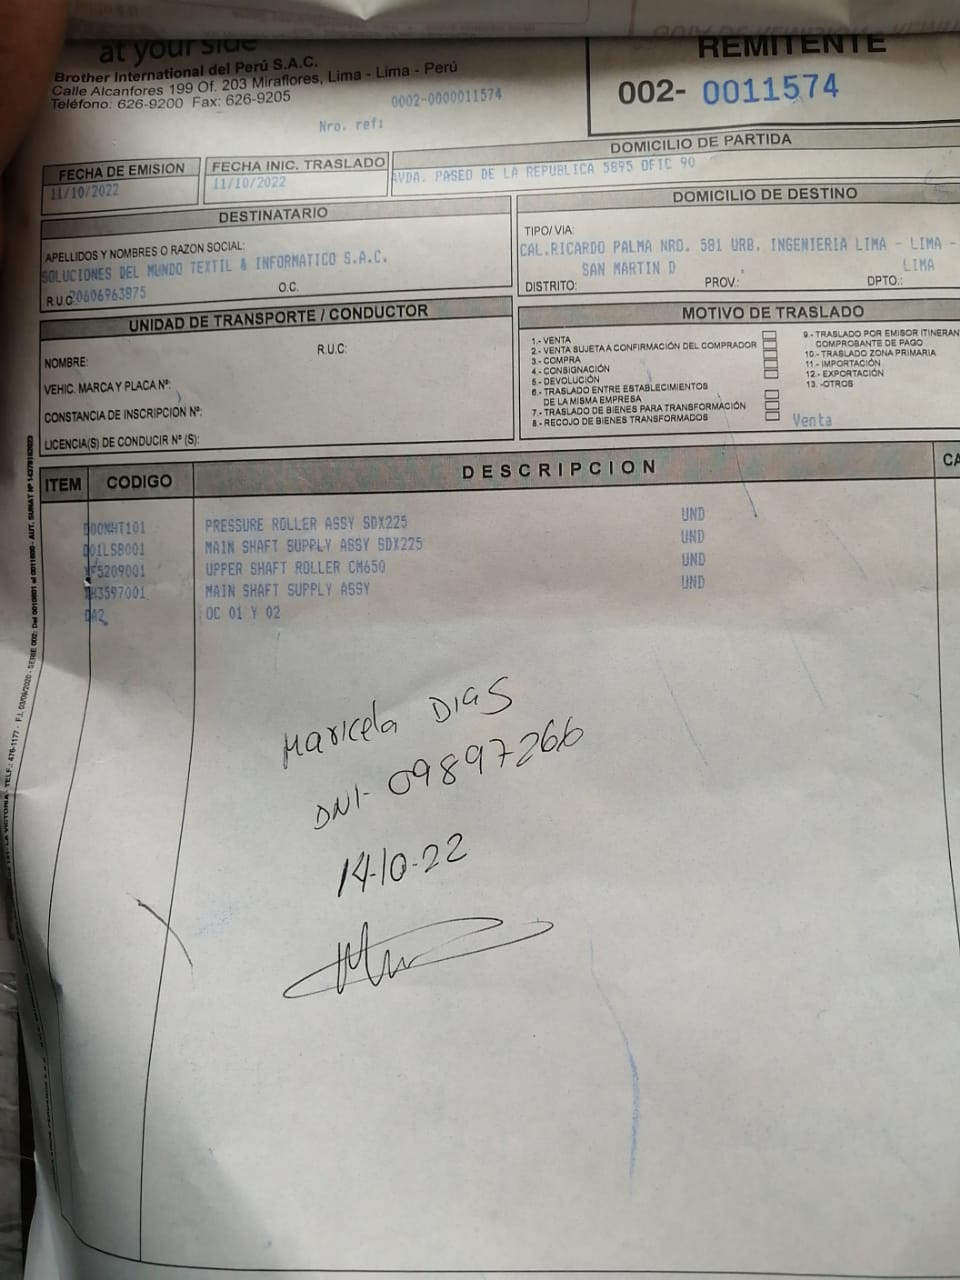 at your side
Brother International del Perú S.A.C.
Calle Alcanfores 199 Of. 203 Miraflores, Lima - Lima - Perú
Teléfono: 626-9200 Fax: 626-9205
0002-0000011574
Nro. ref:
REMITENTE
002- 0011574
FECHA DE EMISION
11/10/2022
FECHA INIC. TRASLADO
11/10/2022
DOMICILIO DE PARTIDA
AVDA. PASEO DE LA REPUBLICA 5895 OFIC 90
DESTINATARIO
APELLIDOS Y NOMBRES O RAZON SOCIAL:
SOLUCIONES DEL MUNDO TEXTIL & INFORMATICO S.A.C.
R.U.C 20606963875
O.C.
DOMICILIO DE DESTINO
TIPO/VIA:
CAL.RICARDO PALMA NRO. 581 URB. INGENIERIA LIMA - LIMA -
SAN MARTIN D
LIMA
DISTRITO:
PROV.:
DPTO.:
UNIDAD DE TRANSPORTE / CONDUCTOR
NOMBRE:
R.U.C:
VEHIC. MARCA Y PLACA Nº:
CONSTANCIA DE INSCRIPCION Nº:
LICENCIA(S) DE CONDUCIR Nº (S):
MOTIVO DE TRASLADO
1.- VENTA
2.- VENTA SUJETA A CONFIRMACIÓN DEL COMPRADOR
3.- COMPRA
4.- CONSIGNACIÓN
5.- DEVOLUCIÓN
6.- TRASLADO ENTRE ESTABLECIMIENTOS
DE LA MISMA EMPRESA
7.- TRASLADO DE BIENES PARA TRANSFORMACIÓN
8.- RECOJO DE BIENES TRANSFORMADOS
9.- TRASLADO POR EMISOR ITINERAN
COMPROBANTE DE PAGO
10.- TRASLADO ZONA PRIMARIA
11.- IMPORTACIÓN
12.- EXPORTACIÓN
13. -OTROS
Venta
ITEM CODIGO DESCRIPCION CA
D00NHT101 PRESSURE ROLLER ASSY SDX225 UND
D01LSB001 MAIN SHAFT SUPPLY ASSY SDX225 UND
XF5209001 UPPER SHAFT ROLLER CM650 UND
XH3597001 MAIN SHAFT SUPPLY ASSY UND
DA2 OC 01 Y 02
Maricela DIAS
DNI- 09897266
14-10-22